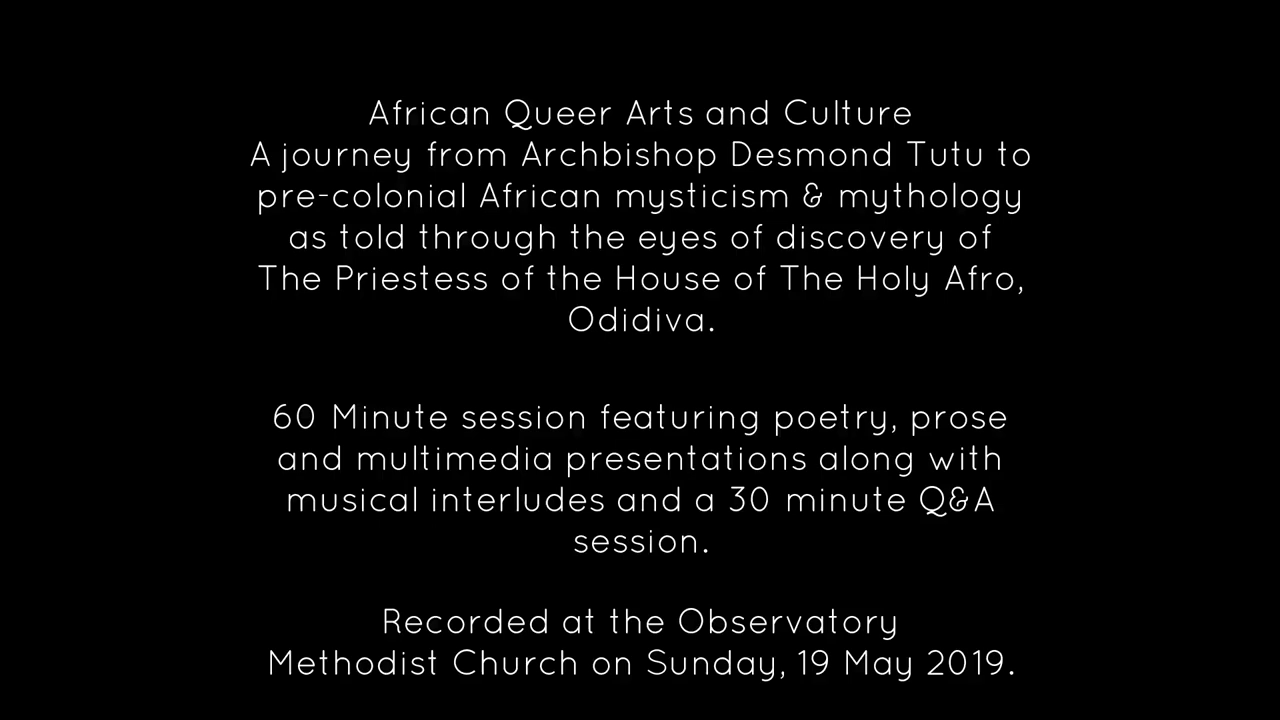 African Queer Arts and Culture
A journey from Archbishop Desmond Tutu to
pre-colonial African mysticism & mythology
as told through the eyes of discovery of
The Priestess of the House of The Holy Afro,
Odidiva.
60 Minute session featuring poetry, prose
and multimedia presentations along with
musical interludes and a 30 minute Q&A
session.
Recorded at the Observatory
Methodist Church on Sunday, 19 May 2019.